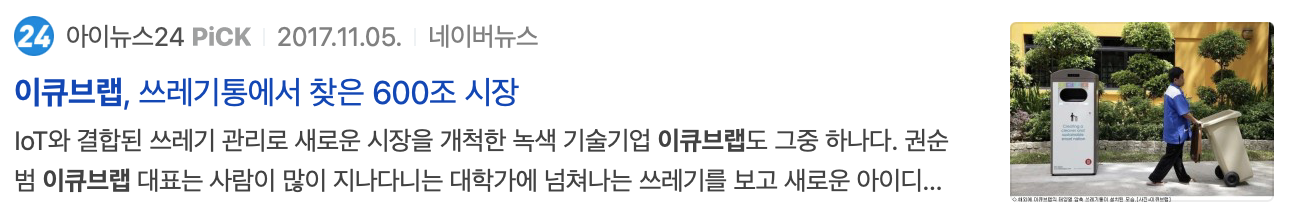 24 아이뉴스24 PiCK 2017.11.05. 네이버뉴스
이큐브랩, 쓰레기통에서 찾은 600조 시장
IoT와 결합된 쓰레기 관리로 새로운 시장을 개척한 녹색 기술기업 이큐브랩도 그중 하나다. 권순
범 이큐브랩 대표는 사람이 많이 지나다니는 대학가에 넘쳐나는 쓰레기를 보고 새로운 아이디...